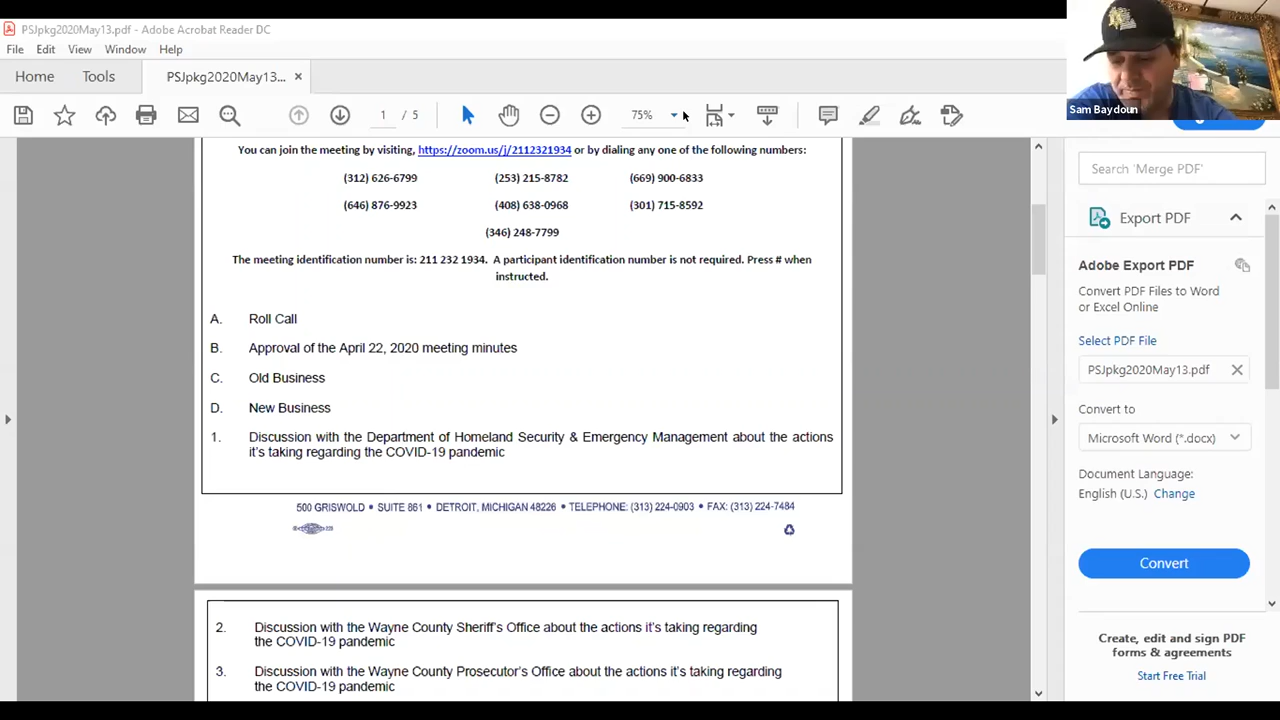 PSJpkg2020May13.pdf - Adobe Acrobat Reader DC
File Edit View Window Help
Home Tools PSJpkg2020May13... ×
1 / 5 75%
Sam Baydoun
You can join the meeting by visiting, https://zoom.us/j/2112321934 or by dialing any one of the following numbers:
(312) 626-6799 (253) 215-8782 (669) 900-6833
(646) 876-9923 (408) 638-0968 (301) 715-8592
(346) 248-7799
The meeting identification number is: 211 232 1934. A participant identification number is not required. Press # when
instructed.
A. Roll Call
B. Approval of the April 22, 2020 meeting minutes
C. Old Business
D. New Business
1. Discussion with the Department of Homeland Security & Emergency Management about the actions
it's taking regarding the COVID-19 pandemic
500 GRISWOLD • SUITE 861 • DETROIT, MICHIGAN 48226 • TELEPHONE: (313) 224-0903 • FAX: (313) 224-7484
2. Discussion with the Wayne County Sheriff's Office about the actions it's taking regarding
the COVID-19 pandemic
3. Discussion with the Wayne County Prosecutor's Office about the actions it's taking regarding
the COVID-19 pandemic
Search 'Merge PDF'
Export PDF
Adobe Export PDF
Convert PDF Files to Word
or Excel Online
Select PDF File
PSJpkg2020May13.pdf
Convert to
Microsoft Word (*.docx)
Document Language:
English (U.S.) Change
Convert
Create, edit and sign PDF
forms & agreements
Start Free Trial